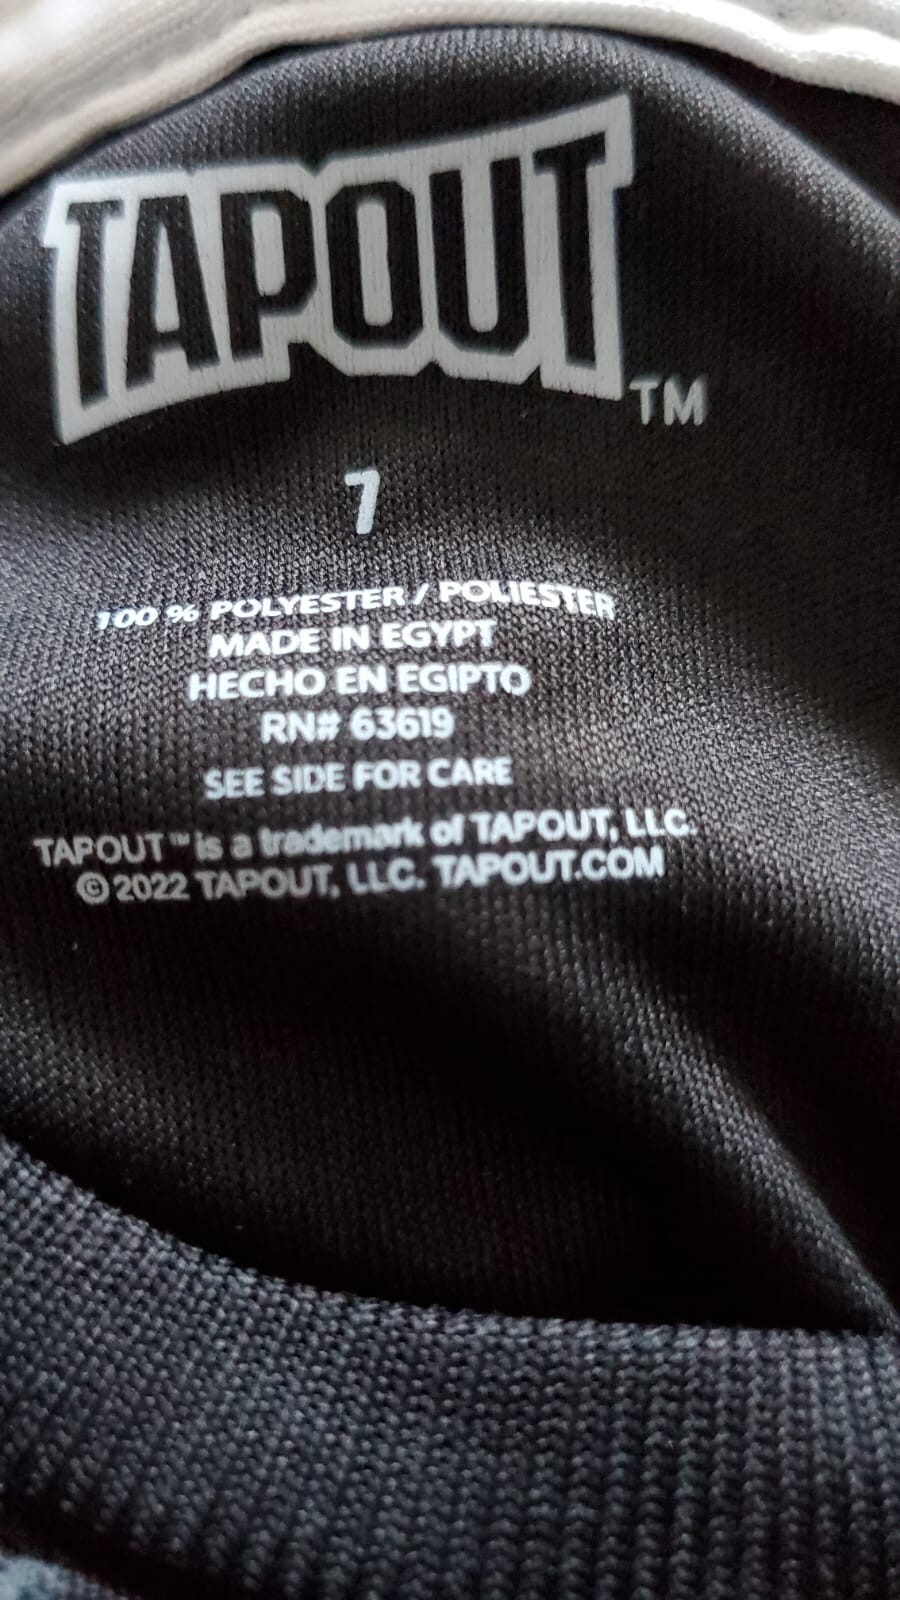 TAPOUT
TM
7
100 % POLYESTER / POLIESTER
MADE IN EGYPT
HECHO EN EGIPTO
RN# 63619
SEE SIDE FOR CARE
TAPOUT™ is a trademark of TAPOUT, LLC.
© 2022 TAPOUT, LLC. TAPOUT.COM